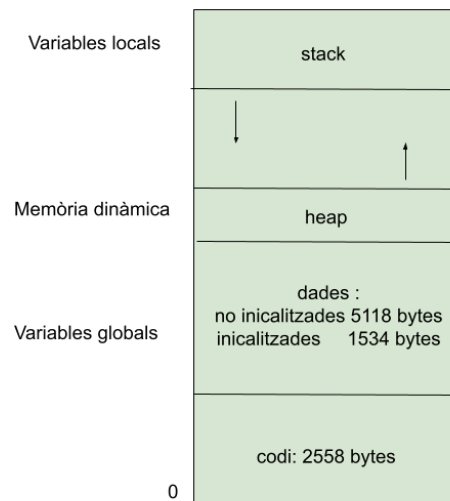 Variables locals
stack
Memòria dinàmica
heap
dades :
no inicalitzades 5118 bytes
Variables globals
inicalitzades 1534 bytes
codi: 2558 bytes
0